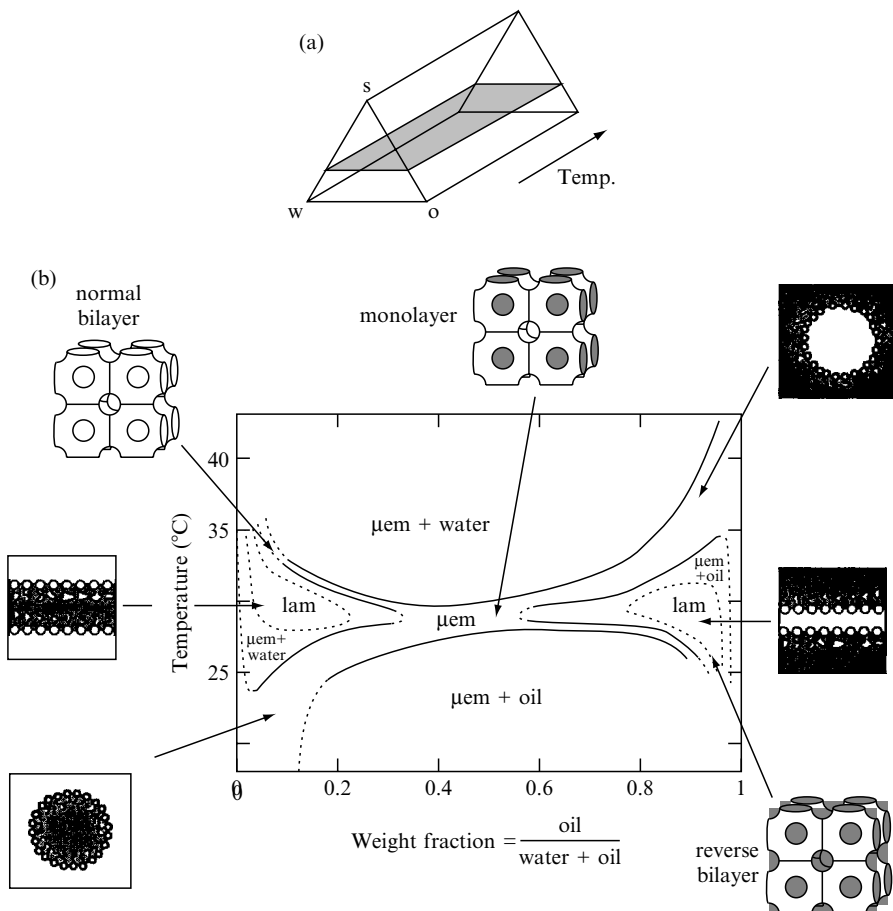 (a)
s
w
o
Temp.
(b)
normal
bilayer
monolayer
40
35
25
Temperature (°C)
μem + water
μem
+oil
lam
lam
μem
μem+
water
μem + oil
0
0
0.2
0.4
0.6
0.8
1
Weight fraction = oil
water + oil
reverse
bilayer